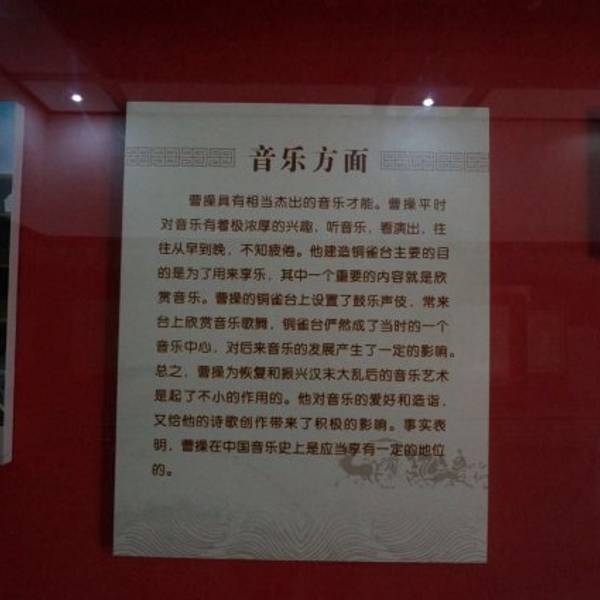 音乐方面
曹操具有相当杰出的音乐才能。曹操平时
对音乐有着极浓厚的兴趣，听音乐，看演出，往
往从早到晚，不知疲倦。他建造铜雀台主要的目
的是为了用来享乐，其中一个重要的内容就是欣
赏音乐。曹操的铜雀台上设置了鼓乐声伎，常来
台上欣赏音乐歌舞，铜雀台俨然成了当时的一个
音乐中心，对后来音乐的发展产生了一定的影响。
总之，曹操为恢复和振兴汉末大乱后的音乐艺术
是起了不小的作用的。他对音乐的爱好和造诣，
又给他的诗歌创作带来了积极的影响。事实表
明，曹操在中国音乐史上是应当享有一定的地位
的。